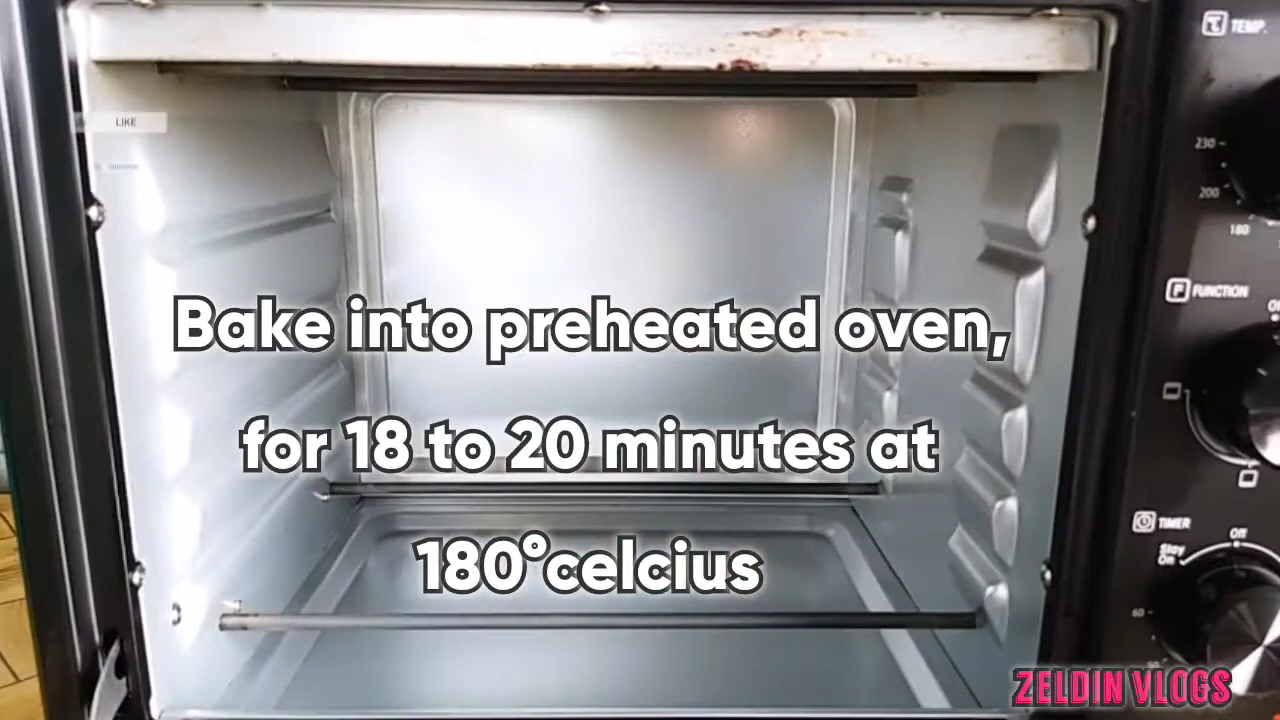 LIKE
TEMP.
230
200
180
FUNCTION
Bake into preheated oven,
for 18 to 20 minutes at
180°celcius
TIMER
Off
Stay
On
60
ZELDIN VLOGS